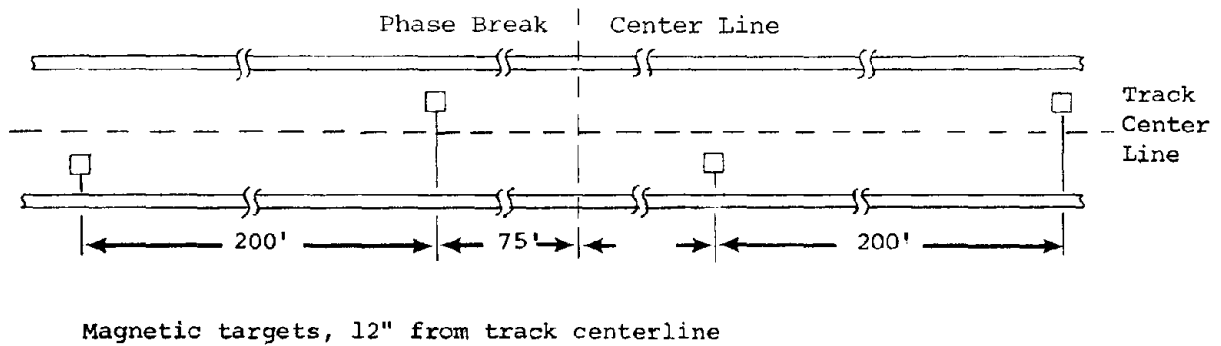 Phase Break Center Line
Track
Center
Line
200' 75' 200'
Magnetic targets, 12" from track centerline